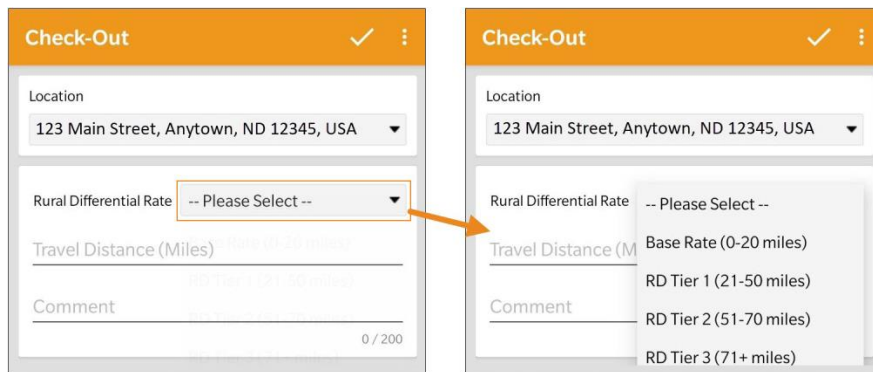 Check-Out
Location
123 Main Street, Anytown, ND 12345, USA
Rural Differential Rate -- Please Select --
Travel Distance (Miles)
Comment
0 / 200
Check-Out
Location
123 Main Street, Anytown, ND 12345, USA
Rural Differential Rate -- Please Select --
Base Rate (0-20 miles)
Travel Distance (M
RD Tier 1 (21-50 miles)
Comment
RD Tier 2 (51-70 miles)
RD Tier 3 (71+ miles)